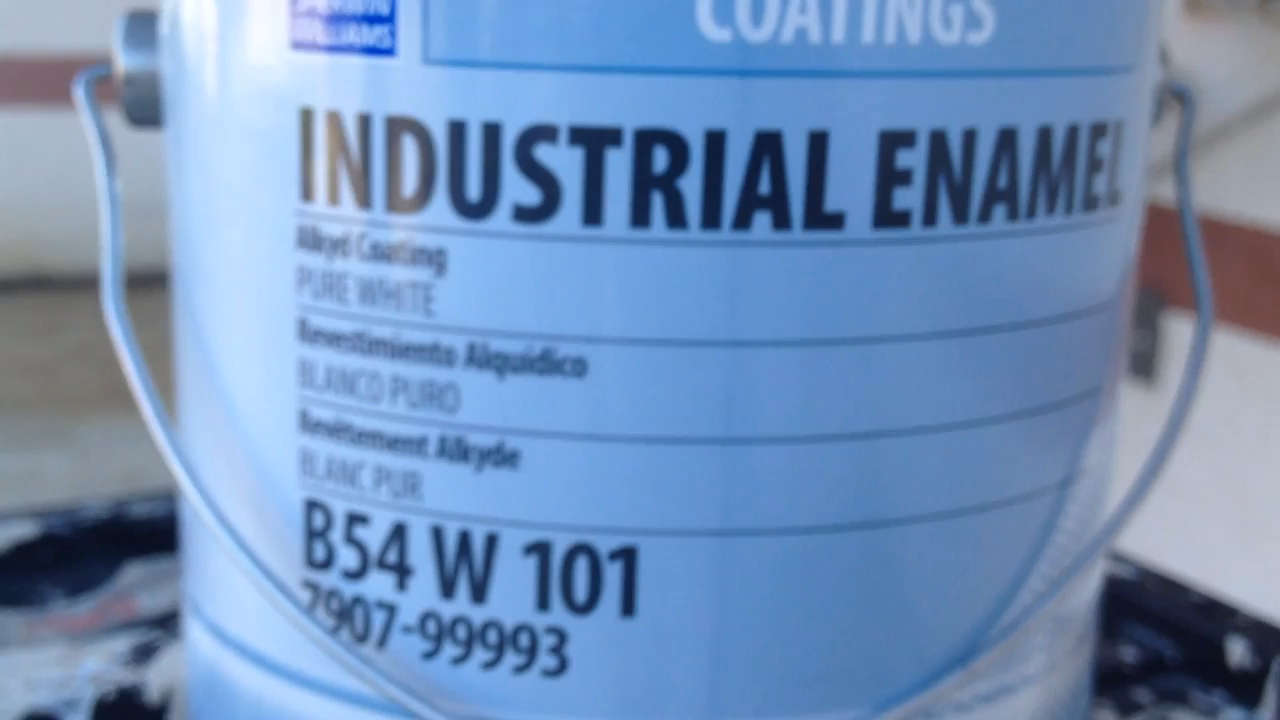 WILLIAMS
COATINGS
INDUSTRIAL ENAMEL
Alkyd Coating
PURE WHITE
Revestimiento Alquídico
BLANCO PURO
Revêtement Alkyde
BLANC PUR
B54 W 101
7907-99993